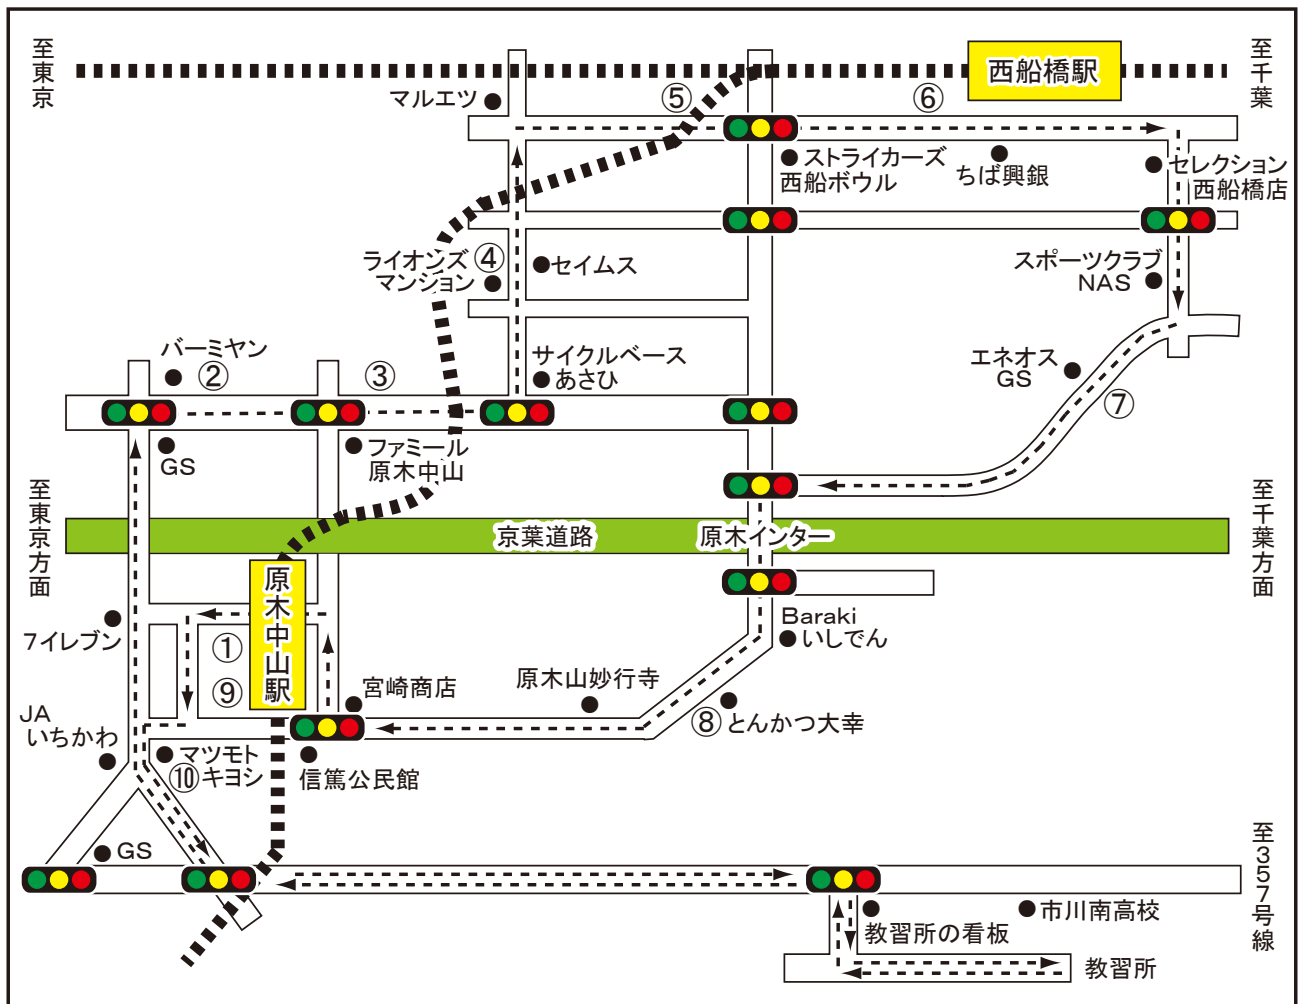 至東京
マルエツ
⑤
⑥
西船橋駅
至千葉
ストライカーズ
西船ボウル
ちば興銀
セレクション
西船橋店
ライオンズ
マンション
④
セイムス
スポーツクラブ
NAS
バーミヤン
②
③
サイクルベース
あさひ
エネオス
GS
⑦
GS
ファミール
原木中山
至東京方面
京葉道路
原木インター
至千葉方面
原木中山駅
7イレブン
①
⑨
Baraki
いしでん
宮崎商店
原木山妙行寺
⑧
とんかつ大幸
JA
いちかわ
マツモト
キヨシ
⑩
信篤公民館
GS
至357号線
教習所の看板
市川南高校
教習所